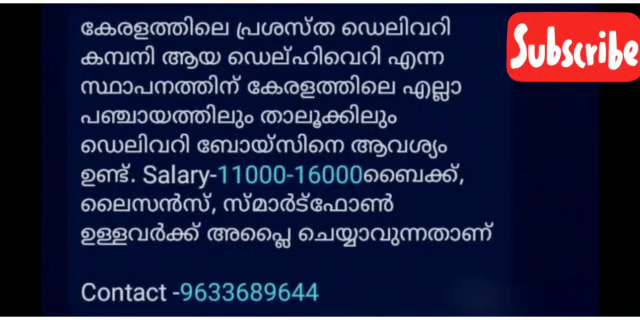 കേരളത്തിലെ പ്രശസ്ത ഡെലിവറി
കമ്പനി ആയ ഡെല്ഹിവെറി എന്ന
സ്ഥാപനത്തിന് കേരളത്തിലെ എല്ലാ
പഞ്ചായത്തിലും താലൂക്കിലും
ഡെലിവറി ബോയ്സിനെ ആവശ്യം
ഉണ്ട്. Salary-11000-16000ബൈക്ക്,
ലൈസൻസ്, സ്മാർട്ഫോൺ
ഉള്ളവർക്ക് അപ്ലൈ ചെയ്യാവുന്നതാണ്
Contact -9633689644
Subscribe